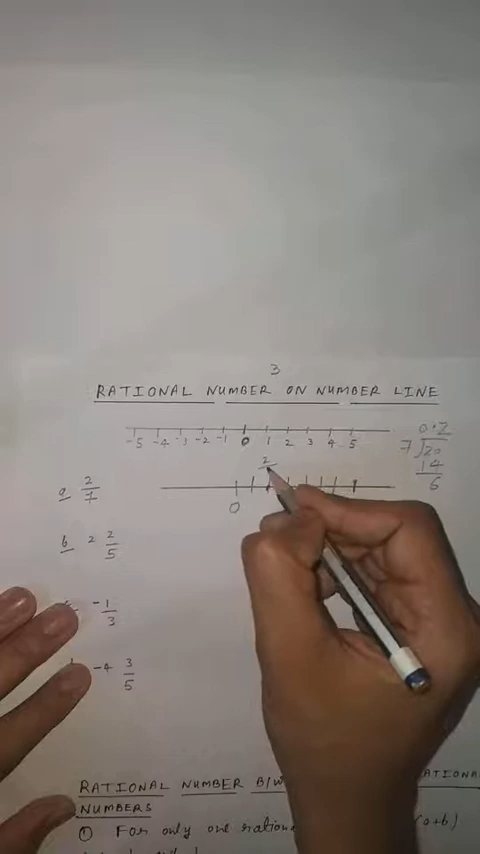 3
RATIONAL NUMBER ON NUMBER LINE
-5 -4 -3 -2 -1 0 1 2 3 4 5
0.2
7 20
14
6
2
0
a 2/7
b 2 2/5
-1/3
-4 3/5
RATIONAL NUMBER B/W
NUMBERS
① For only one (a+b)